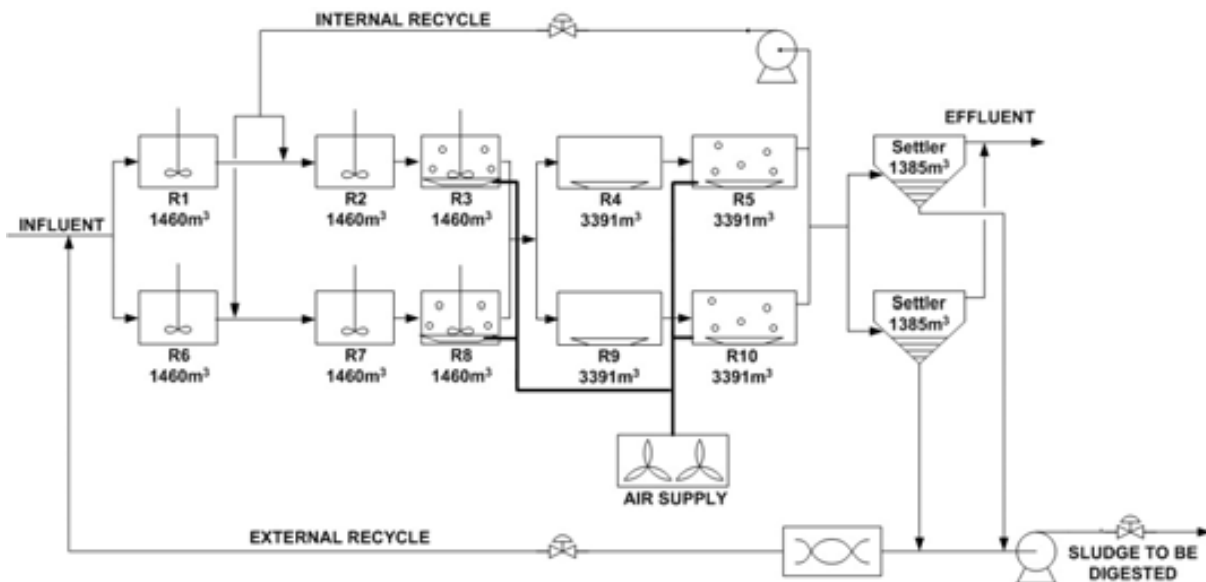 INTERNAL RECYCLE
EFFLUENT
Settler
1385m³
R1
1460m³
R2
1460m³
R3
1460m³
R4
3391m³
R5
3391m³
INFLUENT
Settler
1385m³
R6
1460m³
R7
1460m³
R8
1460m³
R9
3391m³
R10
3391m³
AIR SUPPLY
EXTERNAL RECYCLE
SLUDGE TO BE
DIGESTED